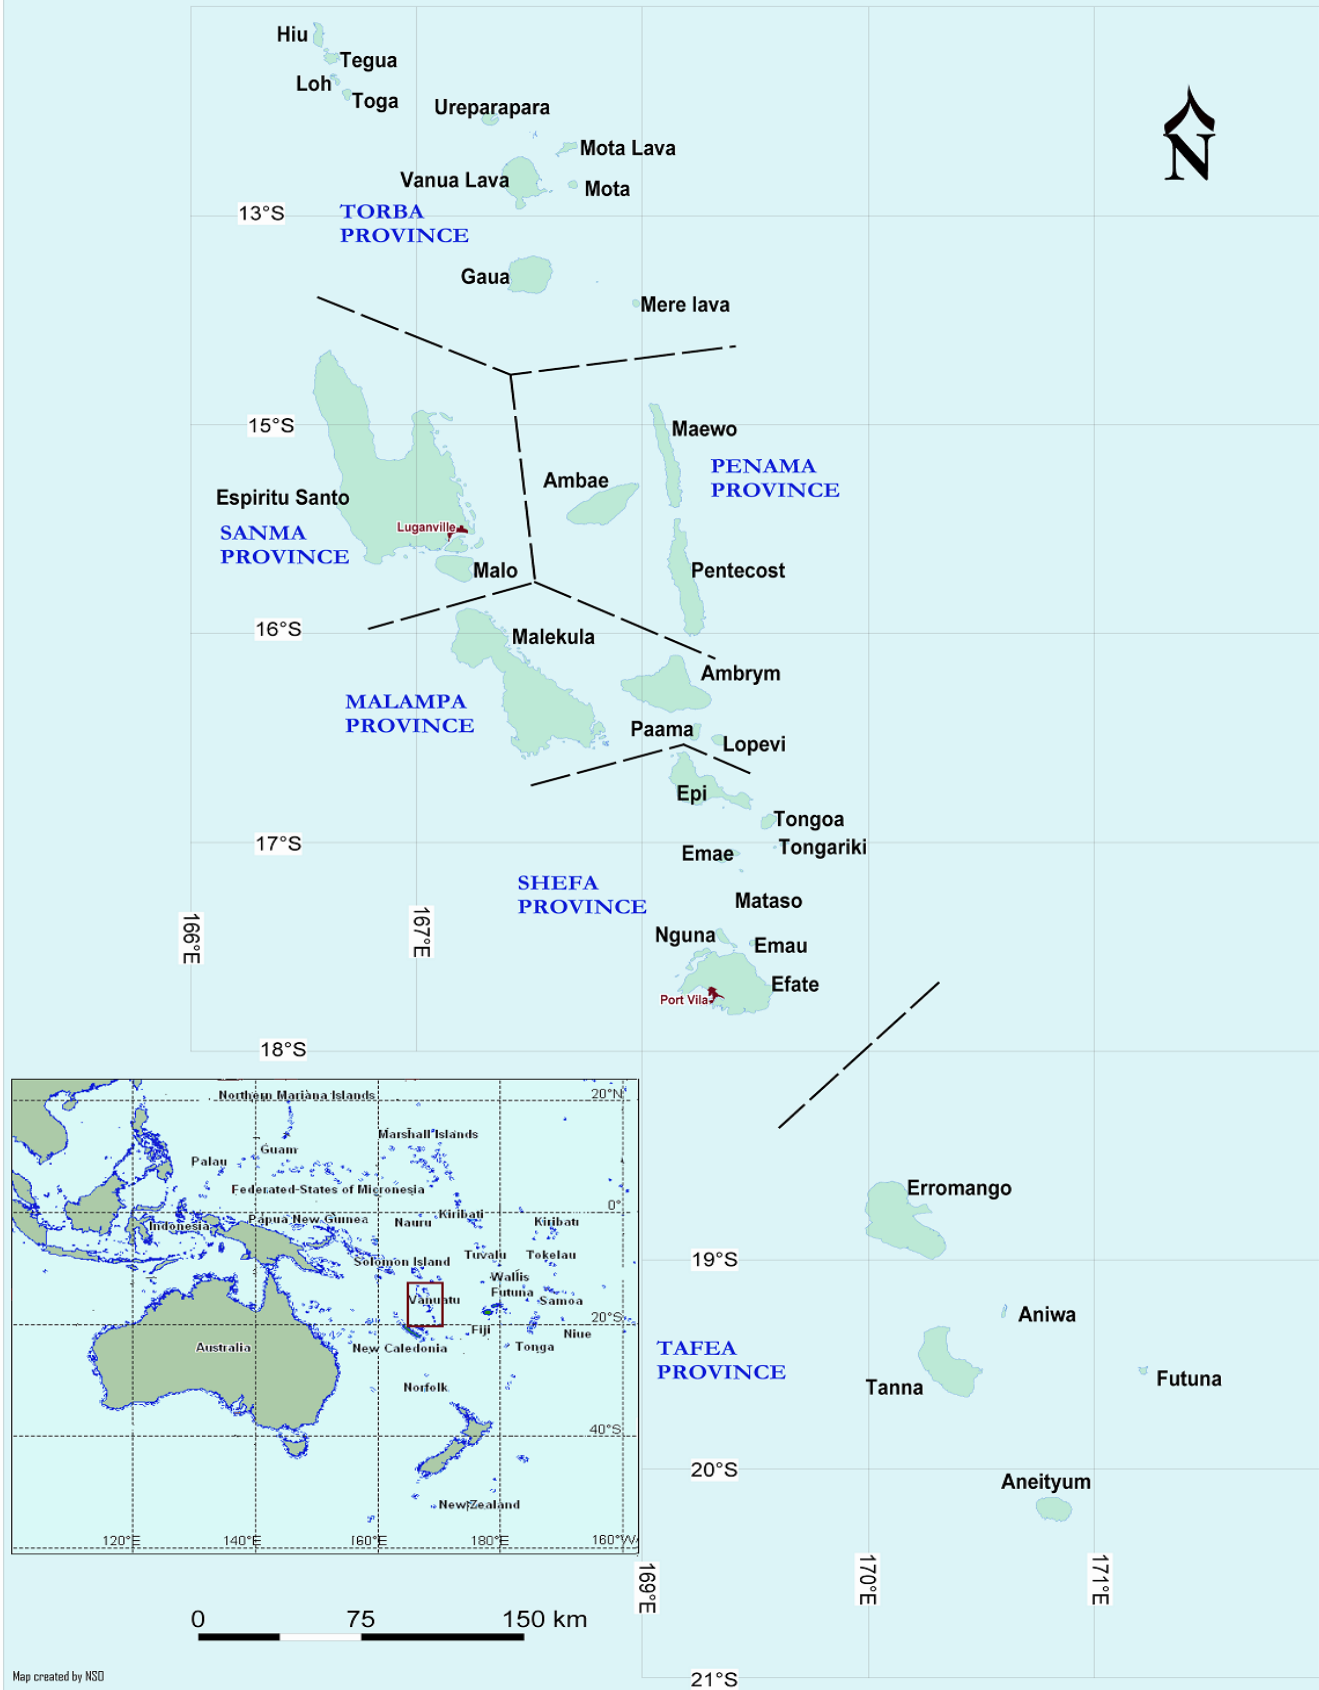 Hiu
Tegua
Loh
Toga
Ureparapara
Mota Lava
Vanua Lava
Mota
N
13°S
TORBA
PROVINCE
Gaua
Mere lava
15°S
Maewo
PENAMA
PROVINCE
Ambae
Espiritu Santo
Luganville
SANMA
PROVINCE
Malo
Pentecost
16°S
Malekula
Ambrym
MALAMPA
PROVINCE
Paama
Lopevi
Epi
Tongoa
17°S
Emae
Tongariki
SHEFA
PROVINCE
Mataso
166°E
167°E
Nguna
Emau
Efate
Port Vila
18°S
Northern Mariana Islands
20°N
Marshall Islands
Guam
Palau
Federated States of Micronesia
0°
Kiribati
Papua New Guinea
Nauru
Kiribati
Indonesia
Solomon Island
Tuvalu
Tokelau
Wallis
Futuna
Vanuatu
Samoa
20°S
Fiji
Niue
Australia
New Caledonia
Tonga
Norfolk
40°S
New Zealand
120°E
140°E
160°E
180°E
160°W
Erromango
19°S
Aniwa
TAFEA
PROVINCE
Tanna
Futuna
20°S
Aneityum
169°E
170°E
171°E
0
75
150 km
Map created by NSO
21°S